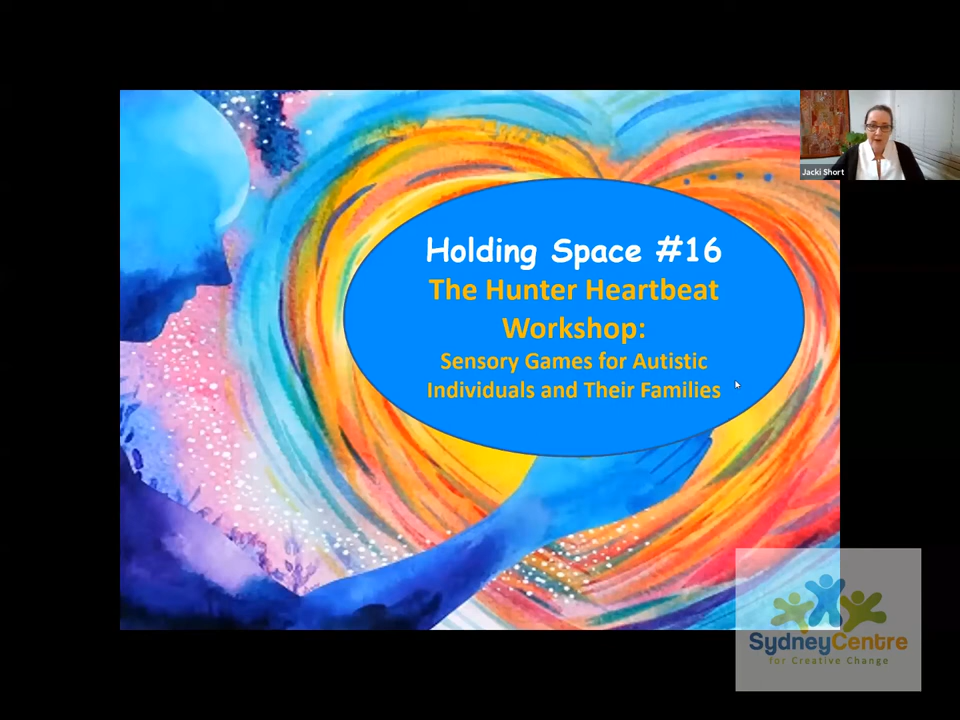 Holding Space #16
The Hunter Heartbeat
Workshop:
Sensory Games for Autistic
Individuals and Their Families
Jacki Short
SydneyCentre
for Creative Change